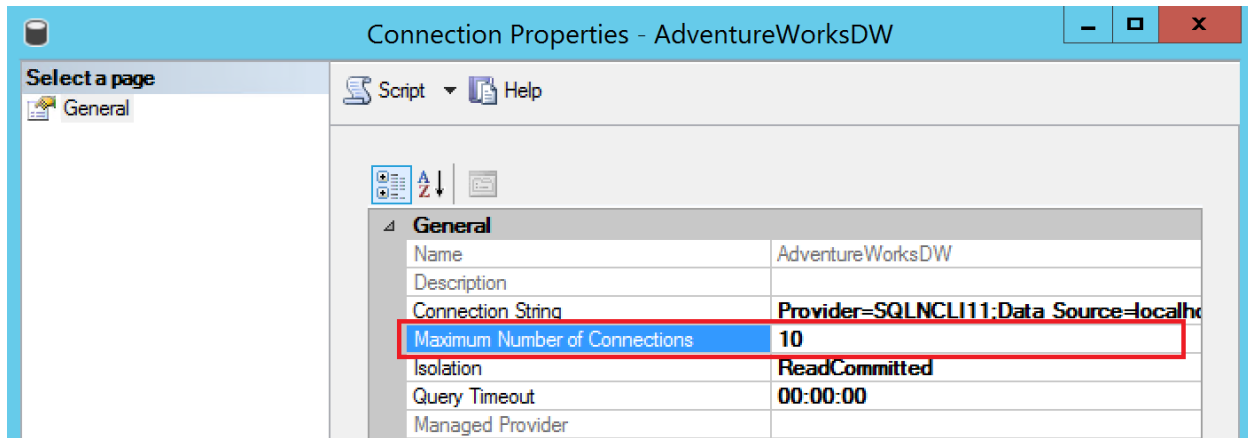 Connection Properties - AdventureWorksDW
Select a page
General
Script Help
General
Name AdventureWorksDW
Description
Connection String Provider=SQLNCLI11;Data Source=localho
Maximum Number of Connections 10
Isolation ReadCommitted
Query Timeout 00:00:00
Managed Provider